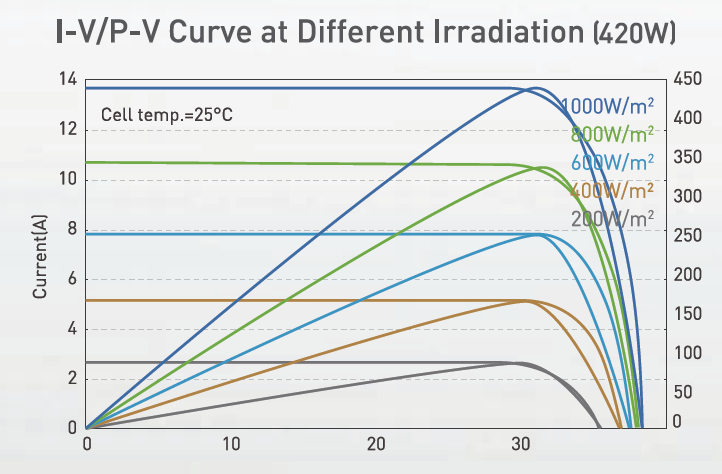 I-V/P-V Curve at Different Irradiation (420W)
14
12
10
8
6
4
2
0
Currrent(A)
Cell temp.=25°C
1000W/m²
800W/m²
600W/m²
400W/m²
200W/m²
450
400
350
300
250
200
150
100
50
0
0
10
20
30